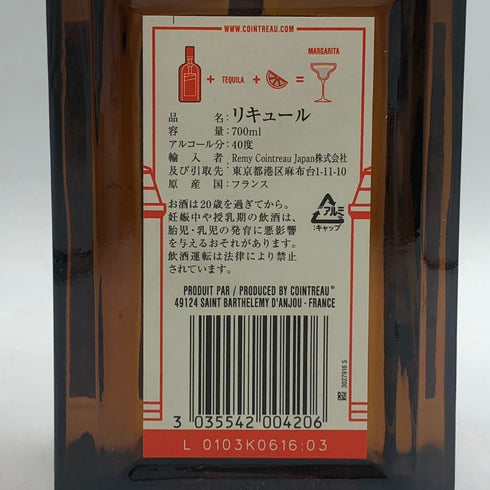 WWW.COINTREAU.COM
MARGARITA
+ TEQUILA + =
品 名:リキュール
容 量:700ml
アルコール分:40度
輸 入 者:Remy Cointreau Japan株式会社
及び引取先:東京都港区麻布台1-11-10
原 産 国:フランス
お酒は20歳を過ぎてから。
妊娠中や授乳期の飲酒は、
胎児・乳児の発育に悪影響
を与えるおそれがあります。
飲酒運転は法律により禁止
されています。
アルミ
:キャップ
PRODUIT PAR / PRODUCED BY COINTREAU®
49124 SAINT BARTHELEMY D'ANJOU - FRANCE
3027916 S
3 035542 004206
L 0103K0616:03